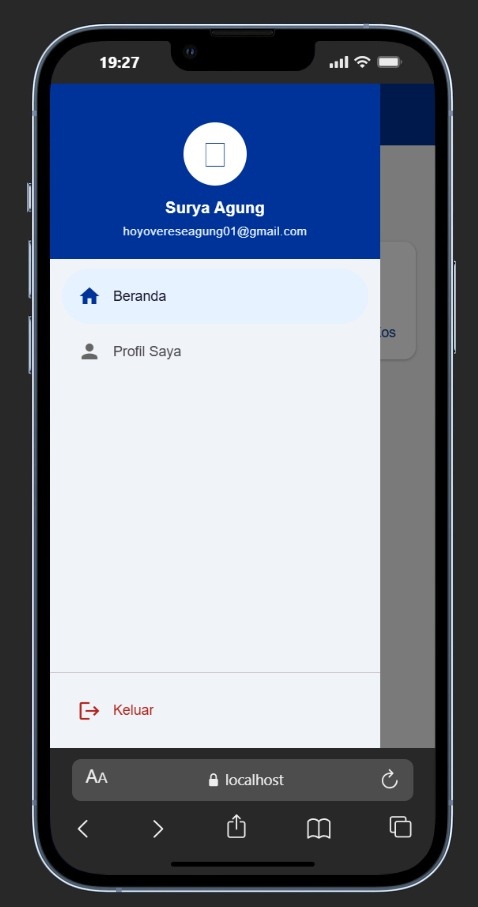 19:27
Surya Agung
hoyovereseagung01@gmail.com
Beranda
Profil Saya
Keluar
AA
localhost